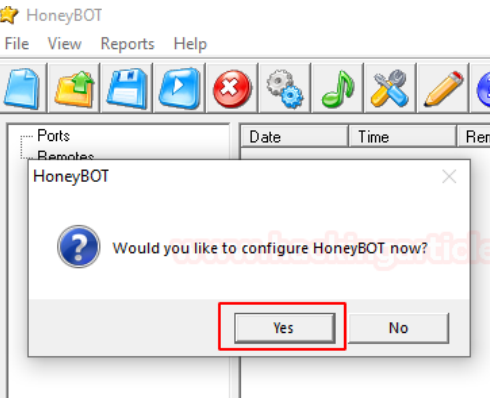 HoneyBOT
File View Reports Help
Ports
Remotes
Date Time
HoneyBOT
Would you like to configure HoneyBOT now?
Yes No